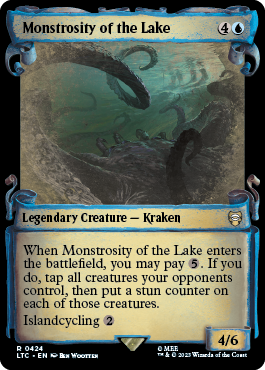 Monstrosity of the Lake 4
Legendary Creature — Kraken
When Monstrosity of the Lake enters
the battlefield, you may pay 5. If you
do, tap all creatures your opponents
control, then put a stun counter on
each of those creatures.
Islandcycling 2
4/6
R 0424 © MEE
LTC • EN Ben Wootten ™ & © 2023 Wizards of the Coast